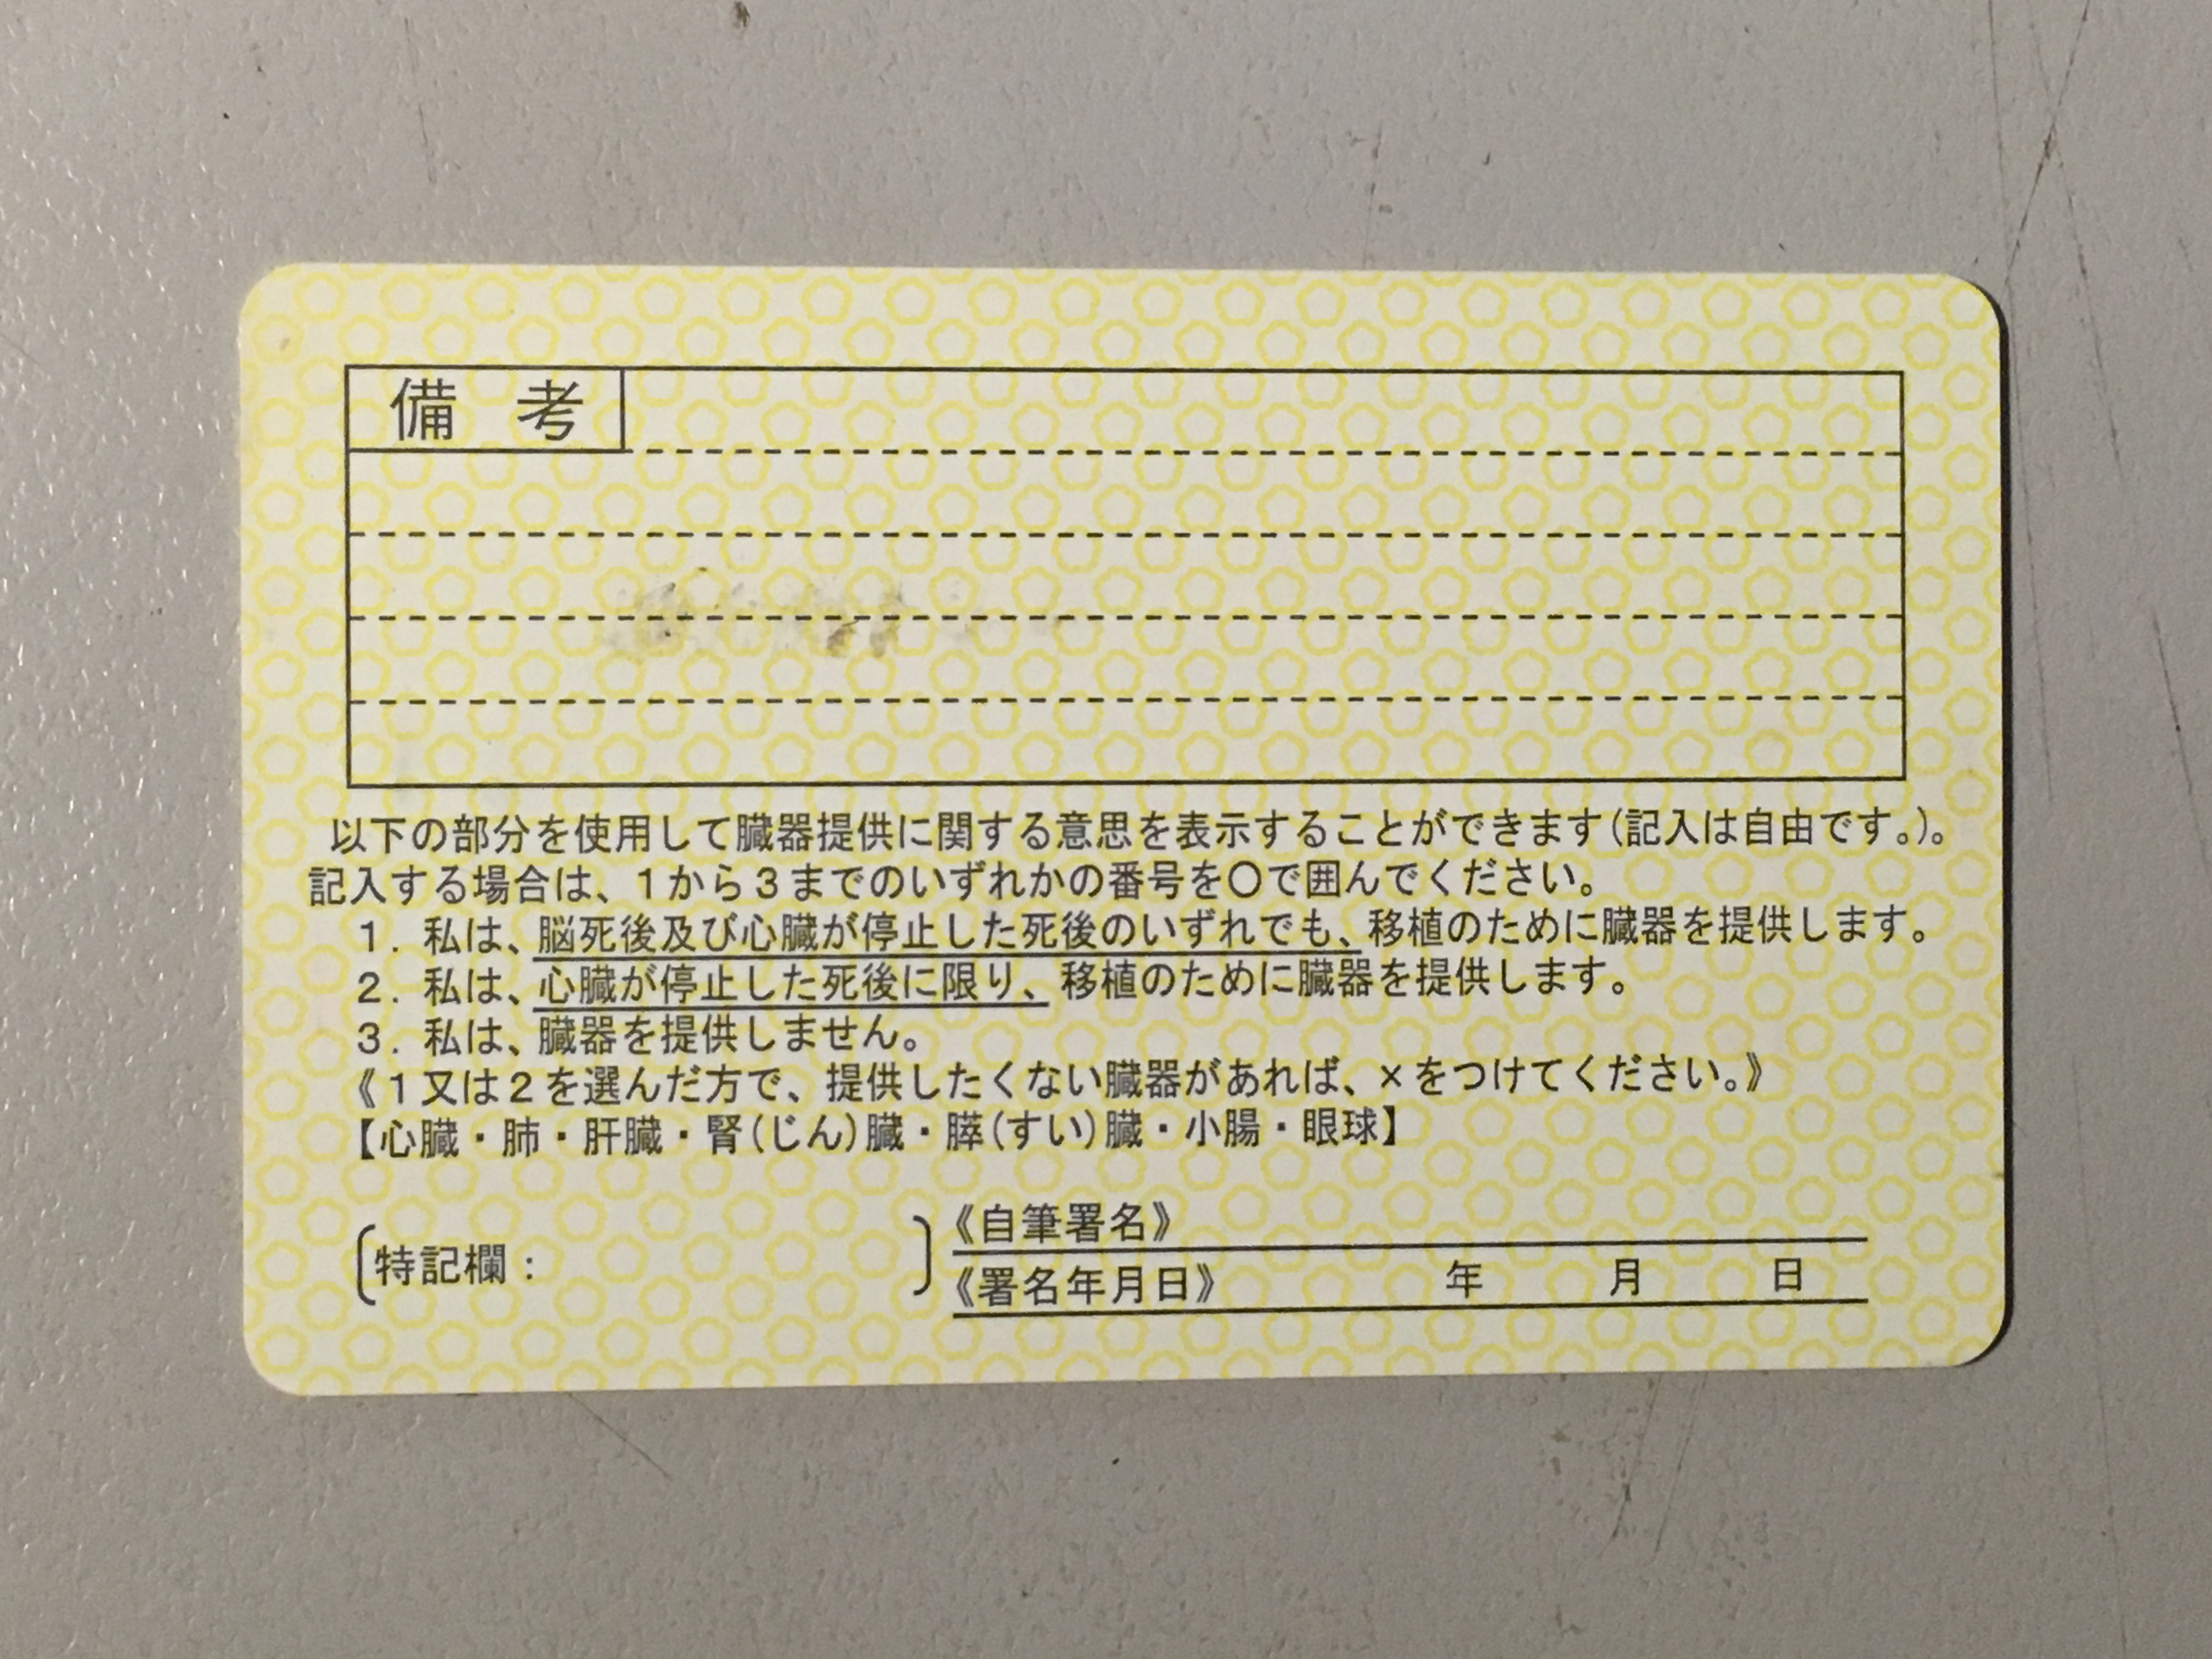 備考
以下の部分を使用して臓器提供に関する意思を表示することができます(記入は自由です。)。
記入する場合は、1から3までのいずれかの番号を〇で囲んでください。
1. 私は、脳死後及び心臓が停止した死後のいずれでも、移植のために臓器を提供します。
2. 私は、心臓が停止した死後に限り、移植のために臓器を提供します。
3. 私は、臓器を提供しません。
《1又は2を選んだ方で、提供したくない臓器があれば、×をつけてください。》
【心臓・肺・肝臓・腎(じん)臓・膵(すい)臓・小腸・眼球】
〔特記欄: 〕《自筆署名》
《署名年月日》 年 月 日